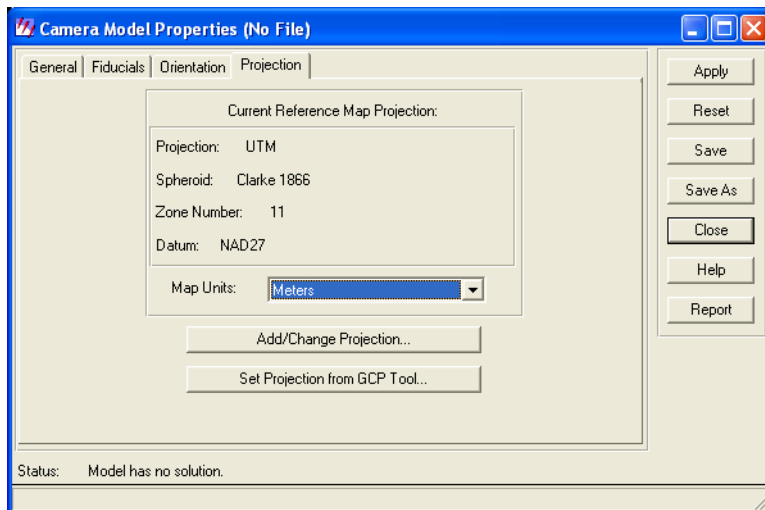 Camera Model Properties (No File)
General Fiducials Orientation Projection
Current Reference Map Projection:
Projection: UTM
Spheroid: Clarke 1866
Zone Number: 11
Datum: NAD27
Map Units: Meters
Add/Change Projection...
Set Projection from GCP Tool...
Apply
Reset
Save
Save As
Close
Help
Report
Status: Model has no solution.